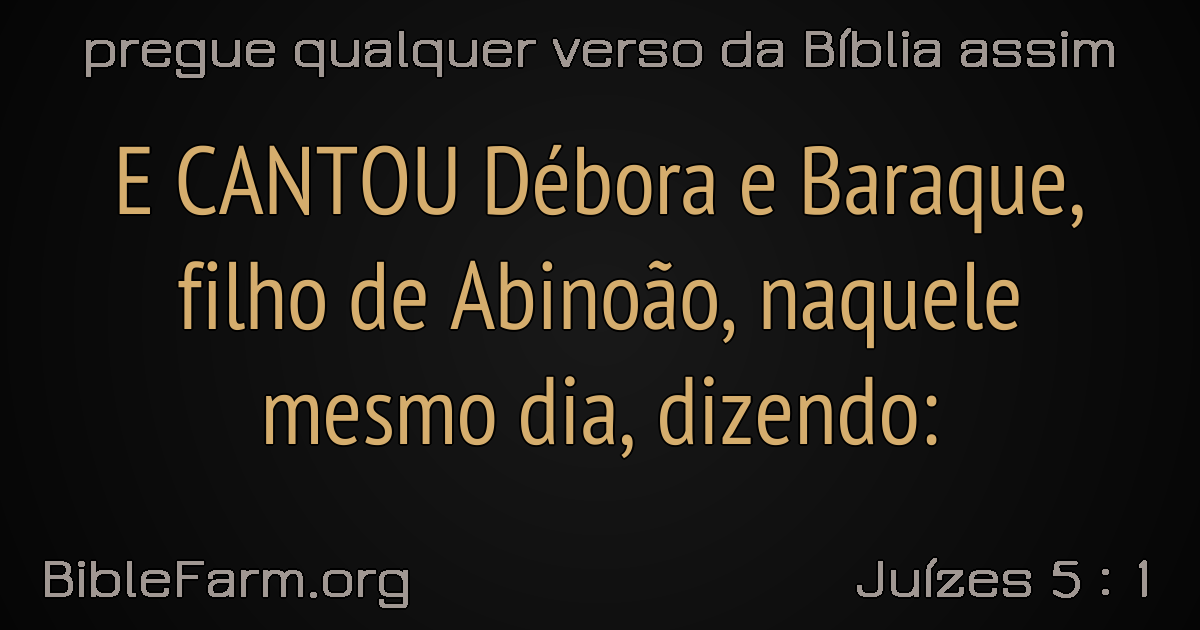 pregue qualquer verso da Bíblia assim
E CANTOU Débora e Baraque,
filho de Abinoão, naquele
mesmo dia, dizendo:
BibleFarm.org
Juízes 5 : 1